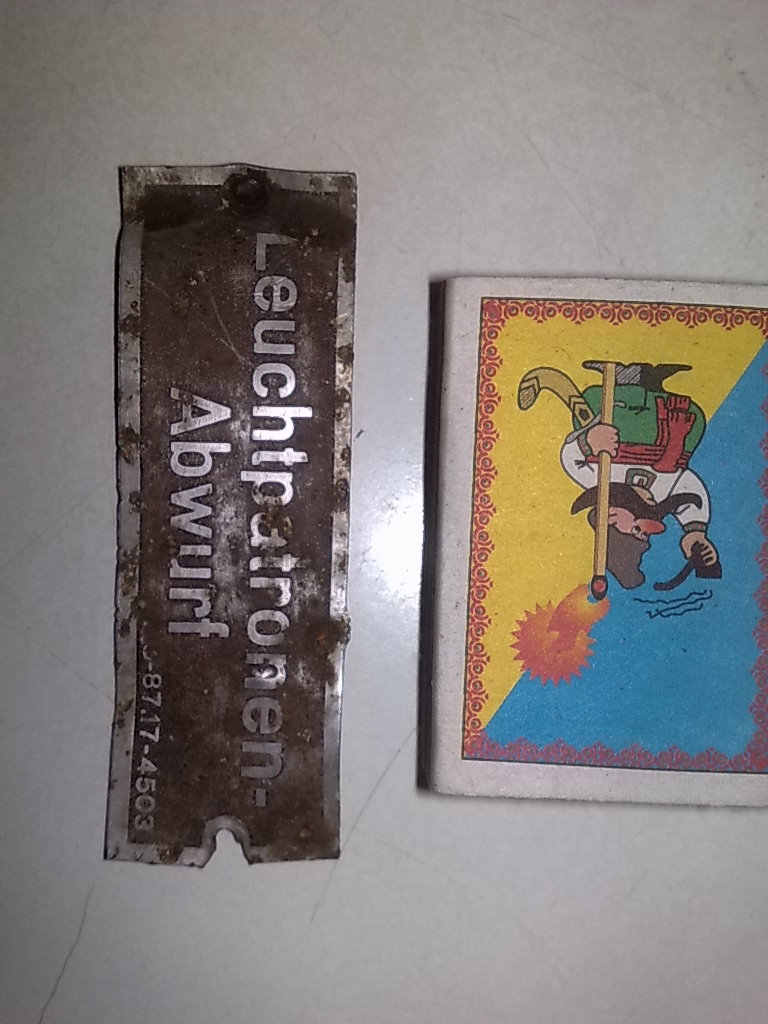 Leuchtpatronen-
Abwurf
-87.17-4503